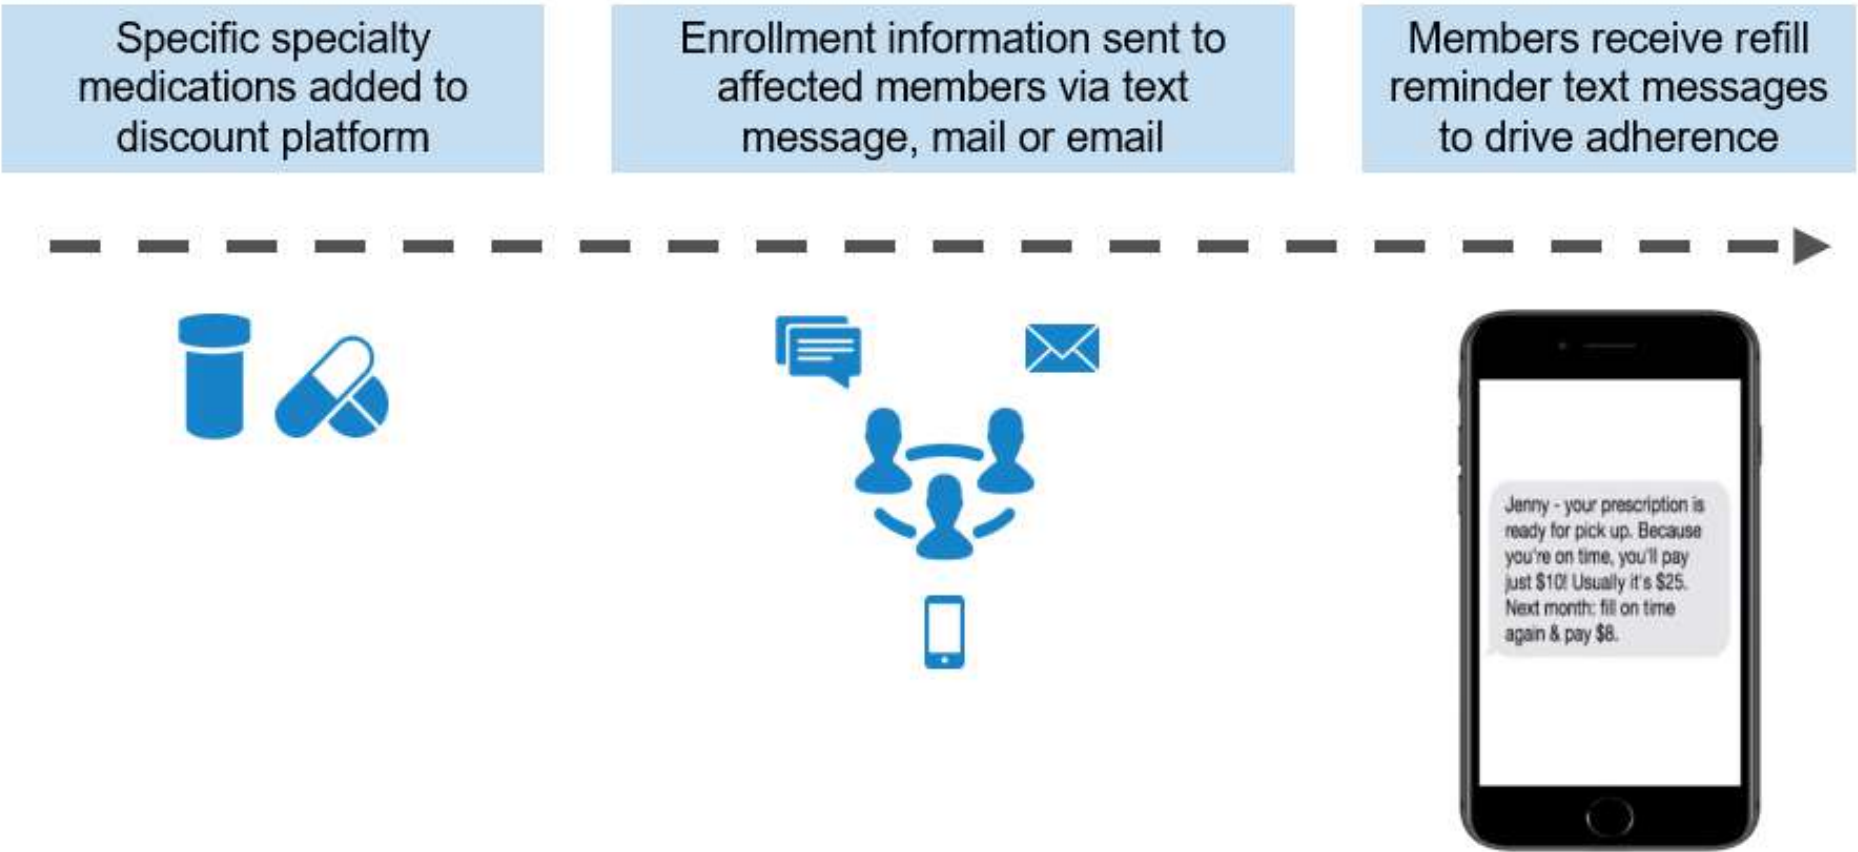 Specific specialty
medications added to
discount platform
Enrollment information sent to
affected members via text
message, mail or email
Members receive refill
reminder text messages
to drive adherence
Jenny - your prescription is
ready for pick up. Because
you're on time, you'll pay
just $10! Usually it's $25.
Next month: fill on time
again & pay $8.